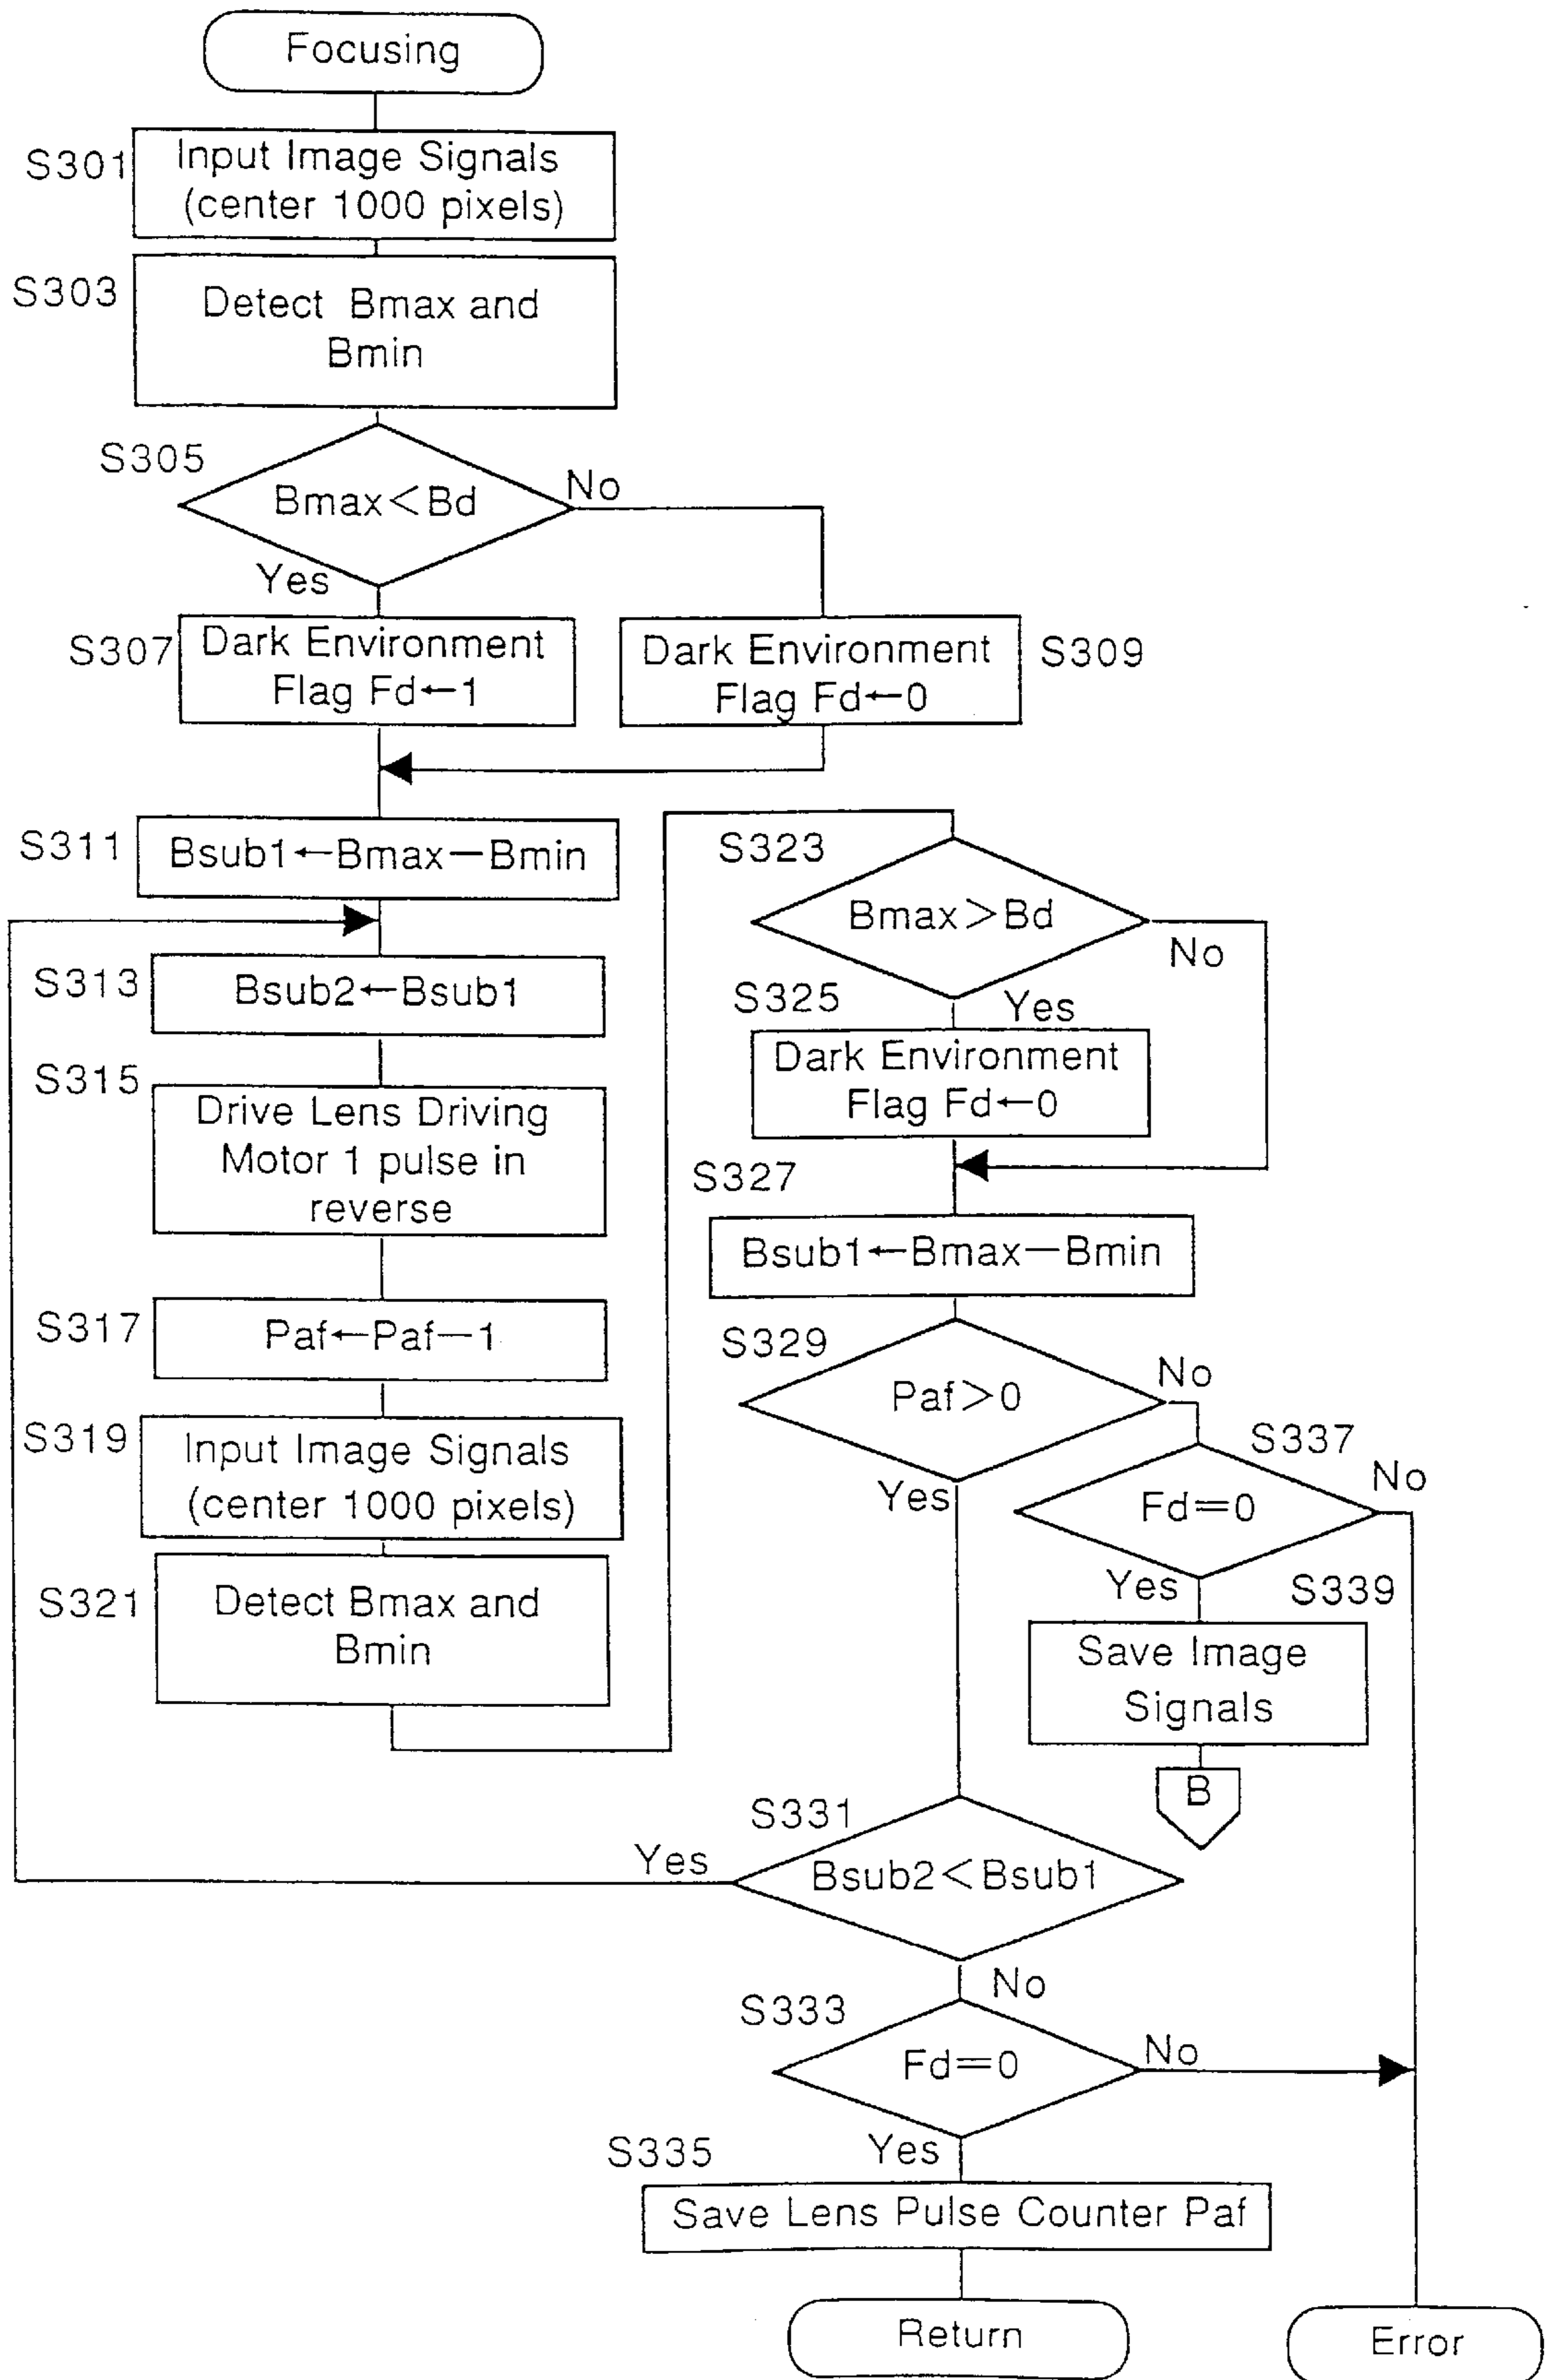 Focusing
S301
Input Image Signals
(center 1000 pixels)
S303
Detect Bmax and
Bmin
S305
Bmax<Bd
No
Yes
S307
Dark Environment
Flag Fd←1
Dark Environment
Flag Fd←0
S309
S311
Bsub1←Bmax−Bmin
S313
Bsub2←Bsub1
S315
Drive Lens Driving
Motor 1 pulse in
reverse
S317
Paf←Paf−1
S319
Input Image Signals
(center 1000 pixels)
S321
Detect Bmax and
Bmin
S323
Bmax>Bd
No
S325
Yes
Dark Environment
Flag Fd←0
S327
Bsub1←Bmax−Bmin
S329
Paf>0
No
Yes
S337
Fd=0
No
Yes
S339
Save Image
Signals
B
S331
Bsub2<Bsub1
Yes
No
S333
Fd=0
No
Yes
S335
Save Lens Pulse Counter Paf
Return
Error